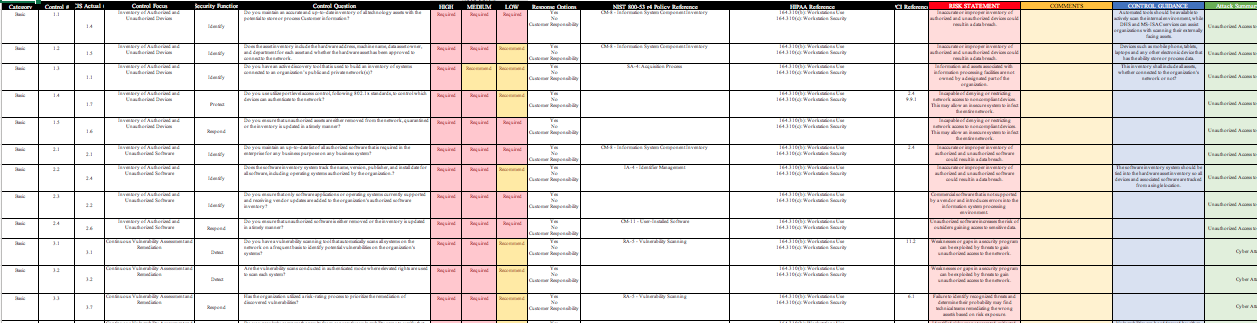 Category Control # CIS Actual Control Focus Security Function Control Question HIGH MEDIUM LOW Response Options NIST 800-53 r4 Policy Reference HIPAA Reference PCI Reference RISK STATEMENT COMMENTS CONTROL GUIDANCE Attack Summary
Basic 1.1 1.4 Inventory of Authorized and Unauthorized Devices Identify Do you maintain an accurate and up-to-date inventory of all technology assets with the potential to store or process Customer information? Required Required Required Yes No Customer Responsibility CM-8 - Information System Component Inventory 164.310(b): Workstations Use 164.310(c): Workstation Security Inaccurate or improper inventory of authorized and unauthorized devices could result in a data breach. Automated tools should be available to actively scan the internal environment, while DHS and MS-ISAC services can assist organizations with scanning their externally facing assets. Unauthorized Access to
Basic 1.2 1.5 Inventory of Authorized and Unauthorized Devices Identify Does the asset inventory include the hardware address, machine name, data asset owner, and department for each asset and whether the hardware asset has been approved to connect to the network. Required Required Required Yes No Customer Responsibility CM-8 - Information System Component Inventory 164.310(b): Workstations Use 164.310(c): Workstation Security Inaccurate or improper inventory of authorized and unauthorized devices could result in a data breach. Devices such as mobile phones, tablets, laptops and any other electronic device that has the ability store or process data Unauthorized Access to
Basic 1.3 1.1 Inventory of Authorized and Unauthorized Devices Identify Do you have an active discovery tool that is used to build an inventory of systems connected to an organization's public and private network(s)? Required Recommend Recommend Yes No Customer Responsibility SA-4: Acquisition Process 164.310(b): Workstations Use 164.310(c): Workstation Security Information and assets associated with information processing facilities are not owned by a designated part of the organization. The inventory shall include all assets, whether connected to the organization's network or not? Unauthorized Access to
Basic 1.4 1.7 Inventory of Authorized and Unauthorized Devices Protect Do you can utilize port level access control, following 802.1x standards, to control which devices can authenticate to the network? Required Required Recommend Yes No Customer Responsibility 164.310(b): Workstations Use 164.310(c): Workstation Security 2.4 9.9.1 Incapable of denying or restricting network access to non-compliant devices. This may allow an insecure system to infect the entire network. Unauthorized Access to
Basic 1.5 1.6 Inventory of Authorized and Unauthorized Devices Respond Do you ensure that unauthorized assets are either removed from the network, quarantined or the inventory is updated in a timely manner? Required Required Required Yes No Customer Responsibility 164.310(b): Workstations Use 164.310(c): Workstation Security Incapable of denying or restricting network access to non-compliant devices. This may allow an insecure system to infect the entire network. Unauthorized Access to
Basic 2.1 2.1 Inventory of Authorized and Unauthorized Software Identify Do you maintain an up-to-date list of all authorized software that is required in the enterprise for any business purpose on any business system? Required Required Required Yes No Customer Responsibility CM-8 - Information System Component Inventory 164.310(b): Workstations Use 164.310(c): Workstation Security 2.4 Inaccurate or improper inventory of authorized and unauthorized software could result in a data breach. Unauthorized Access to
Basic 2.2 2.4 Inventory of Authorized and Unauthorized Software Identify Does the software inventory system track the name, version, publisher, and install date for all software, including operating systems authorized by the organization.? Required Required Recommend Yes No Customer Responsibility IA-4 - Identifier Management 164.310(b): Workstations Use 164.310(c): Workstation Security Inaccurate or improper inventory of authorized and unauthorized software could result in a data breach. The software inventory system should be tied into the hardware asset inventory so all devices and associated software are tracked from a single location. Unauthorized Access to
Basic 2.3 2.2 Inventory of Authorized and Unauthorized Software Identify Do you ensure that only software applications or operating systems currently supported and receiving vendor updates are added to the organization's authorized software inventory? Required Required Required Yes No Customer Responsibility 164.310(b): Workstations Use 164.310(c): Workstation Security Commercial software that is not supported by a vendor and introduces errors into the information system processing environment. Unauthorized Access to
Basic 2.4 2.6 Inventory of Authorized and Unauthorized Software Respond Do you ensure that unauthorized software is either removed or the inventory is updated in a timely manner? Required Required Recommend Yes No Customer Responsibility CM-11 - User-Installed Software 164.310(b): Workstations Use 164.310(c): Workstation Security Unauthorized software increases the risk of outsiders gaining access to sensitive data. Unauthorized Access to
Basic 3.1 3.1 Continuous Vulnerability Assessment and Remediation Detect Do you have a vulnerability scanning tool that automatically scans all systems on the network on a frequent basis to identify potential vulnerabilities on the organization's systems? Required Required Recommend Yes No Customer Responsibility RA-5 - Vulnerability Scanning 164.310(b): Workstations Use 164.310(c): Workstation Security 11.2 Weaknesses or gaps in a security program can be exploited by threats to gain unauthorized access to the network. Cyber Att
Basic 3.2 3.2 Continuous Vulnerability Assessment and Remediation Detect Are the vulnerability scans conducted in authenticated mode where elevated rights are used to scan each system? Required Required Recommend Yes No Customer Responsibility 164.310(b): Workstations Use 164.310(c): Workstation Security Weaknesses or gaps in a security program can be exploited by threats to gain unauthorized access to the network. Cyber Att
Basic 3.3 3.7 Continuous Vulnerability Assessment and Remediation Respond Has the organization utilized a risk-rating process to prioritize the remediation of discovered vulnerabilities? Required Required Recommend Yes No Customer Responsibility RA-5 - Vulnerability Scanning 164.310(b): Workstations Use 164.310(c): Workstation Security 6.1 Failure to identify recognized threats and determine their probability may find technical teams remediating the wrong assets based on risk exposure. Cyber Att